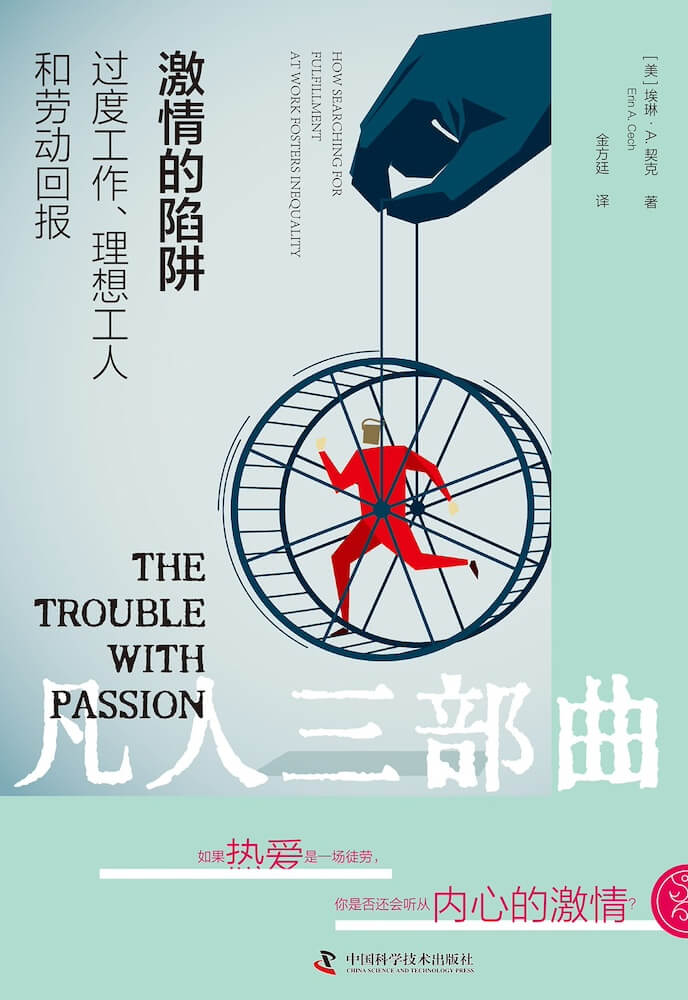 激情的陷阱
过度工作、理想工人
和劳动回报
HOW SEARCHING FOR
FULFILLMENT
AT WORK FOSTERS INEQUALITY
[美]埃琳·A.契克 著
Erin A. Cech
金方廷 译
THE
TROUBLE
WITH
PASSION
凡人三部曲
如果热爱是一场徒劳，
你是否还会听从内心的激情？
中国科学技术出版社
CHINA SCIENCE AND TECHNOLOGY PRESS